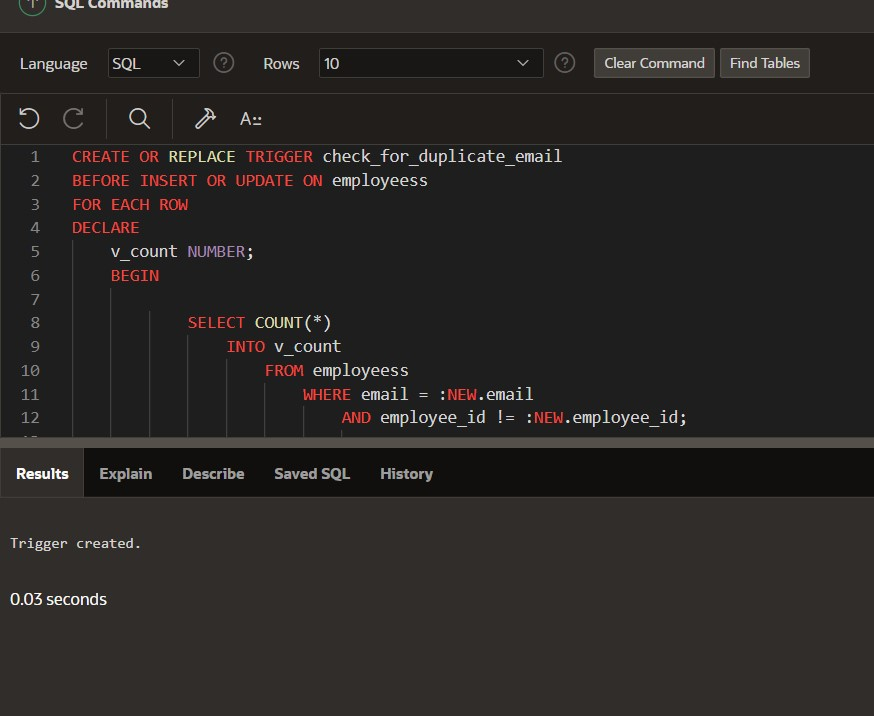 SQL Commands
Language SQL Rows 10 Clear Command Find Tables
A::
1 CREATE OR REPLACE TRIGGER check_for_duplicate_email
2 BEFORE INSERT OR UPDATE ON employeess
3 FOR EACH ROW
4 DECLARE
5 v_count NUMBER;
6 BEGIN
7
8 SELECT COUNT(*)
9 INTO v_count
10 FROM employeess
11 WHERE email = :NEW.email
12 AND employee_id != :NEW.employee_id;
Results Explain Describe Saved SQL History
Trigger created.
0.03 seconds